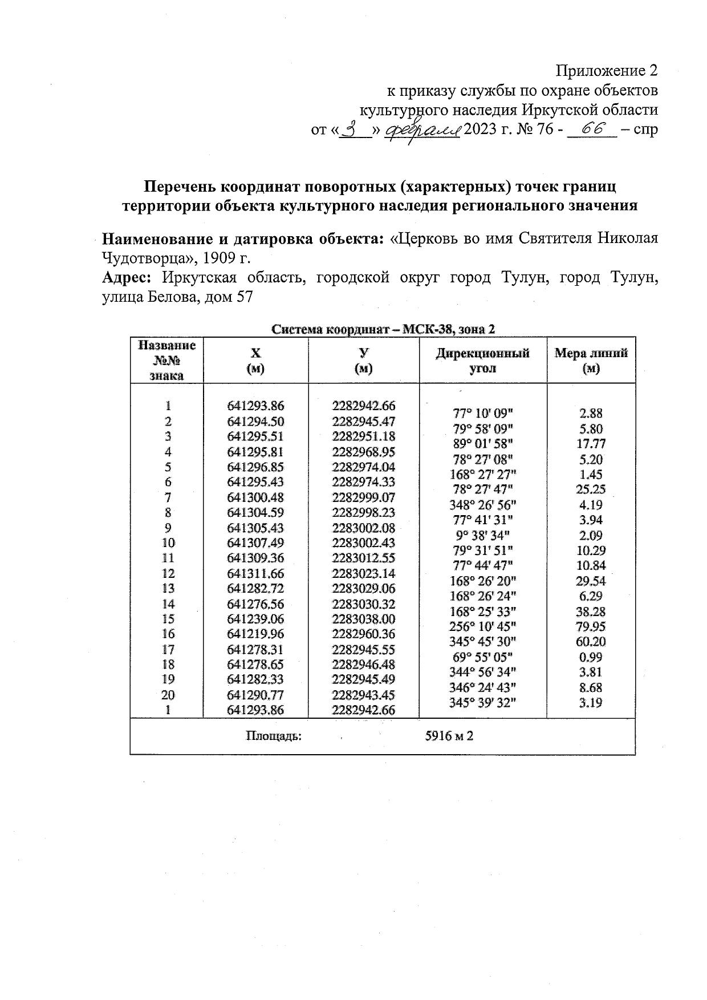 Приложение 2
к приказу службы по охране объектов
культурного наследия Иркутской области
от «3» февраля 2023 г. № 76 - 66 – спр
Перечень координат поворотных (характерных) точек границ
территории объекта культурного наследия регионального значения
Наименование и датировка объекта: «Церковь во имя Святителя Николая
Чудотворца», 1909 г.
Адрес: Иркутская область, городской округ город Тулун, город Тулун,
улица Белова, дом 57
Система координат – МСК-38, зона 2
Название №№ знака X (м) У (м) Дирекционный угол Мера линий (м)
1 641293.86 2282942.66
77° 10' 09" 2.88
2 641294.50 2282945.47
79° 58' 09" 5.80
3 641295.51 2282951.18
89° 01' 58" 17.77
4 641295.81 2282968.95
78° 27' 08" 5.20
5 641296.85 2282974.04
168° 27' 27" 1.45
6 641295.43 2282974.33
78° 27' 47" 25.25
7 641300.48 2282999.07
348° 26' 56" 4.19
8 641304.59 2282998.23
77° 41' 31" 3.94
9 641305.43 2283002.08
9° 38' 34" 2.09
10 641307.49 2283002.43
79° 31' 51" 10.29
11 641309.36 2283012.55
77° 44' 47" 10.84
12 641311.66 2283023.14
168° 26' 20" 29.54
13 641282.72 2283029.06
168° 26' 24" 6.29
14 641276.56 2283030.32
168° 25' 33" 38.28
15 641239.06 2283038.00
256° 10' 45" 79.95
16 641219.96 2282960.36
345° 45' 30" 60.20
17 641278.31 2282945.55
69° 55' 05" 0.99
18 641278.65 2282946.48
344° 56' 34" 3.81
19 641282.33 2282945.49
346° 24' 43" 8.68
20 641290.77 2282943.45
345° 39' 32" 3.19
1 641293.86 2282942.66
Площадь: 5916 м 2